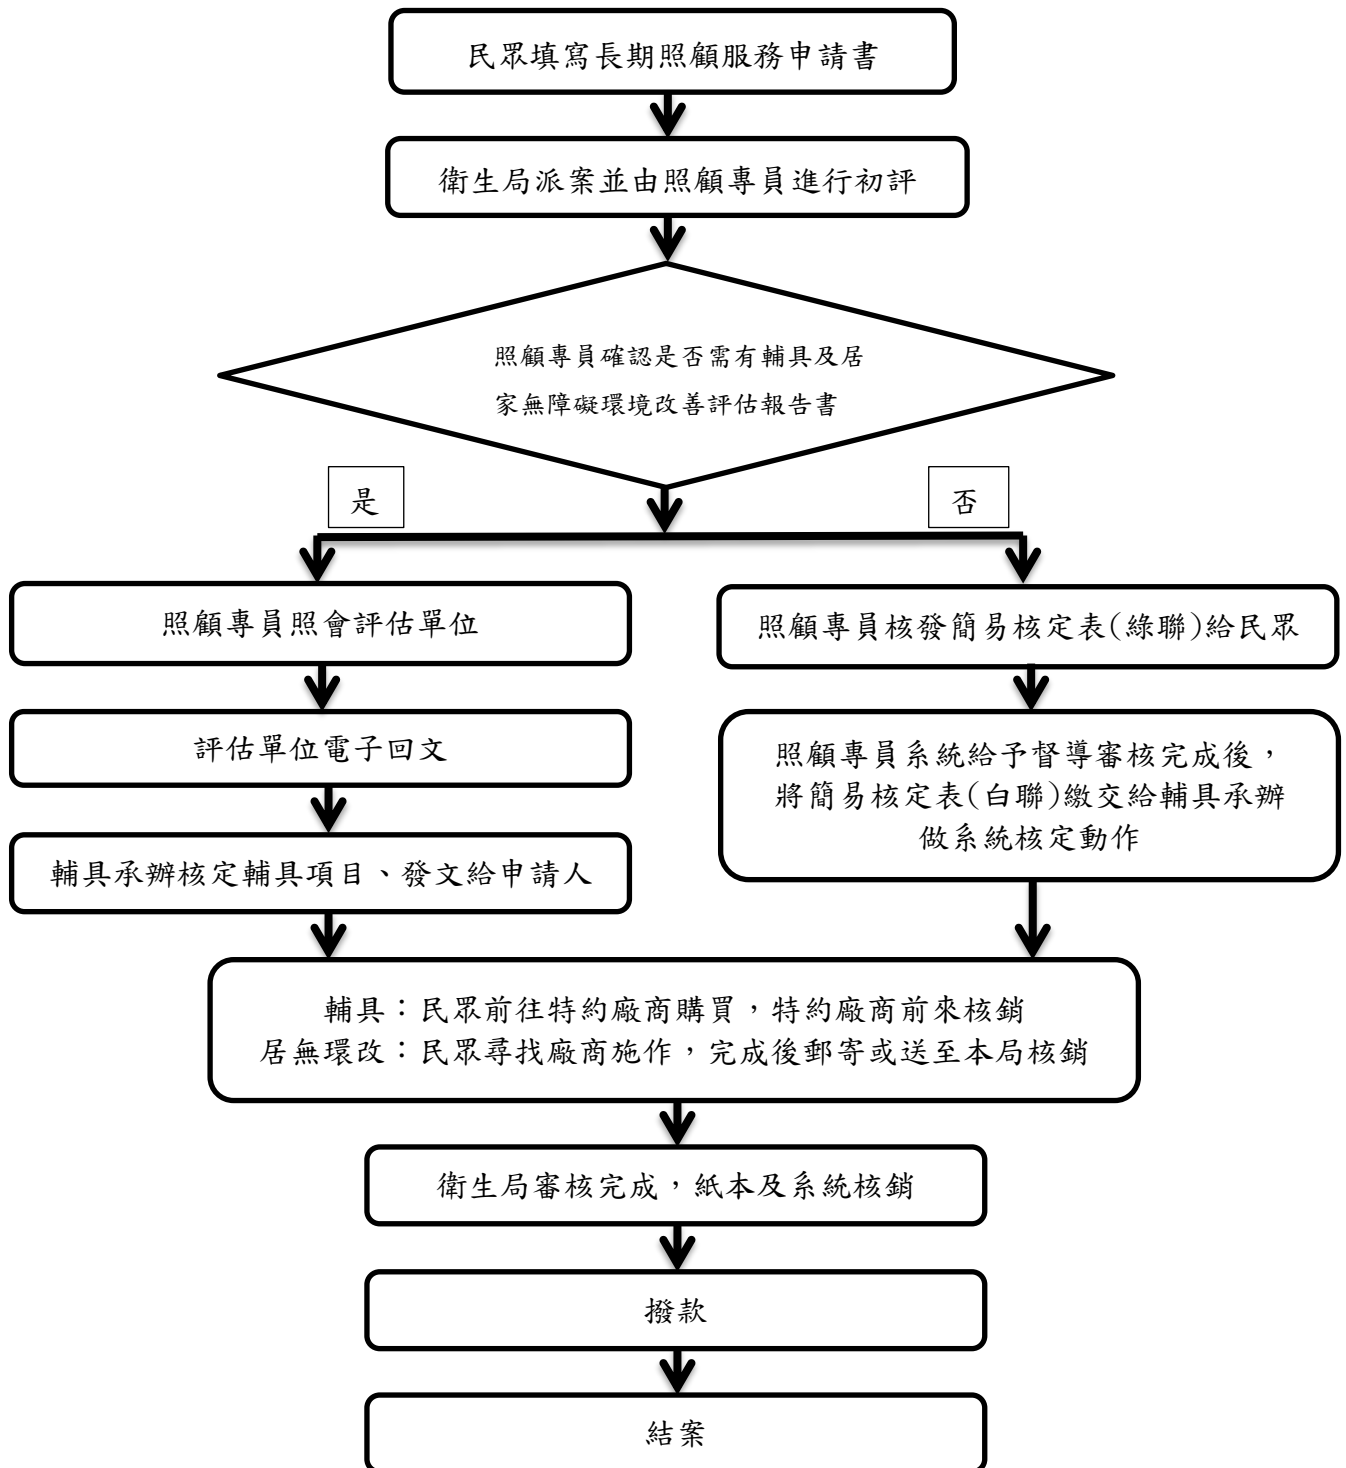 民眾填寫長期照顧服務申請書
衛生局派案並由照顧專員進行初評
照顧專員確認是否需有輔具及居
家無障礙環境改善評估報告書
是
否
照顧專員照會評估單位
照顧專員核發簡易核定表(綠聯)給民眾
評估單位電子回文
照顧專員系統給予督導審核完成後，
將簡易核定表(白聯)繳交給輔具承辦
做系統核定動作
輔具承辦核定輔具項目、發文給申請人
輔具：民眾前往特約廠商購買，特約廠商前來核銷
居無環改：民眾尋找廠商施作，完成後郵寄或送至本局核銷
衛生局審核完成，紙本及系統核銷
撥款
結案